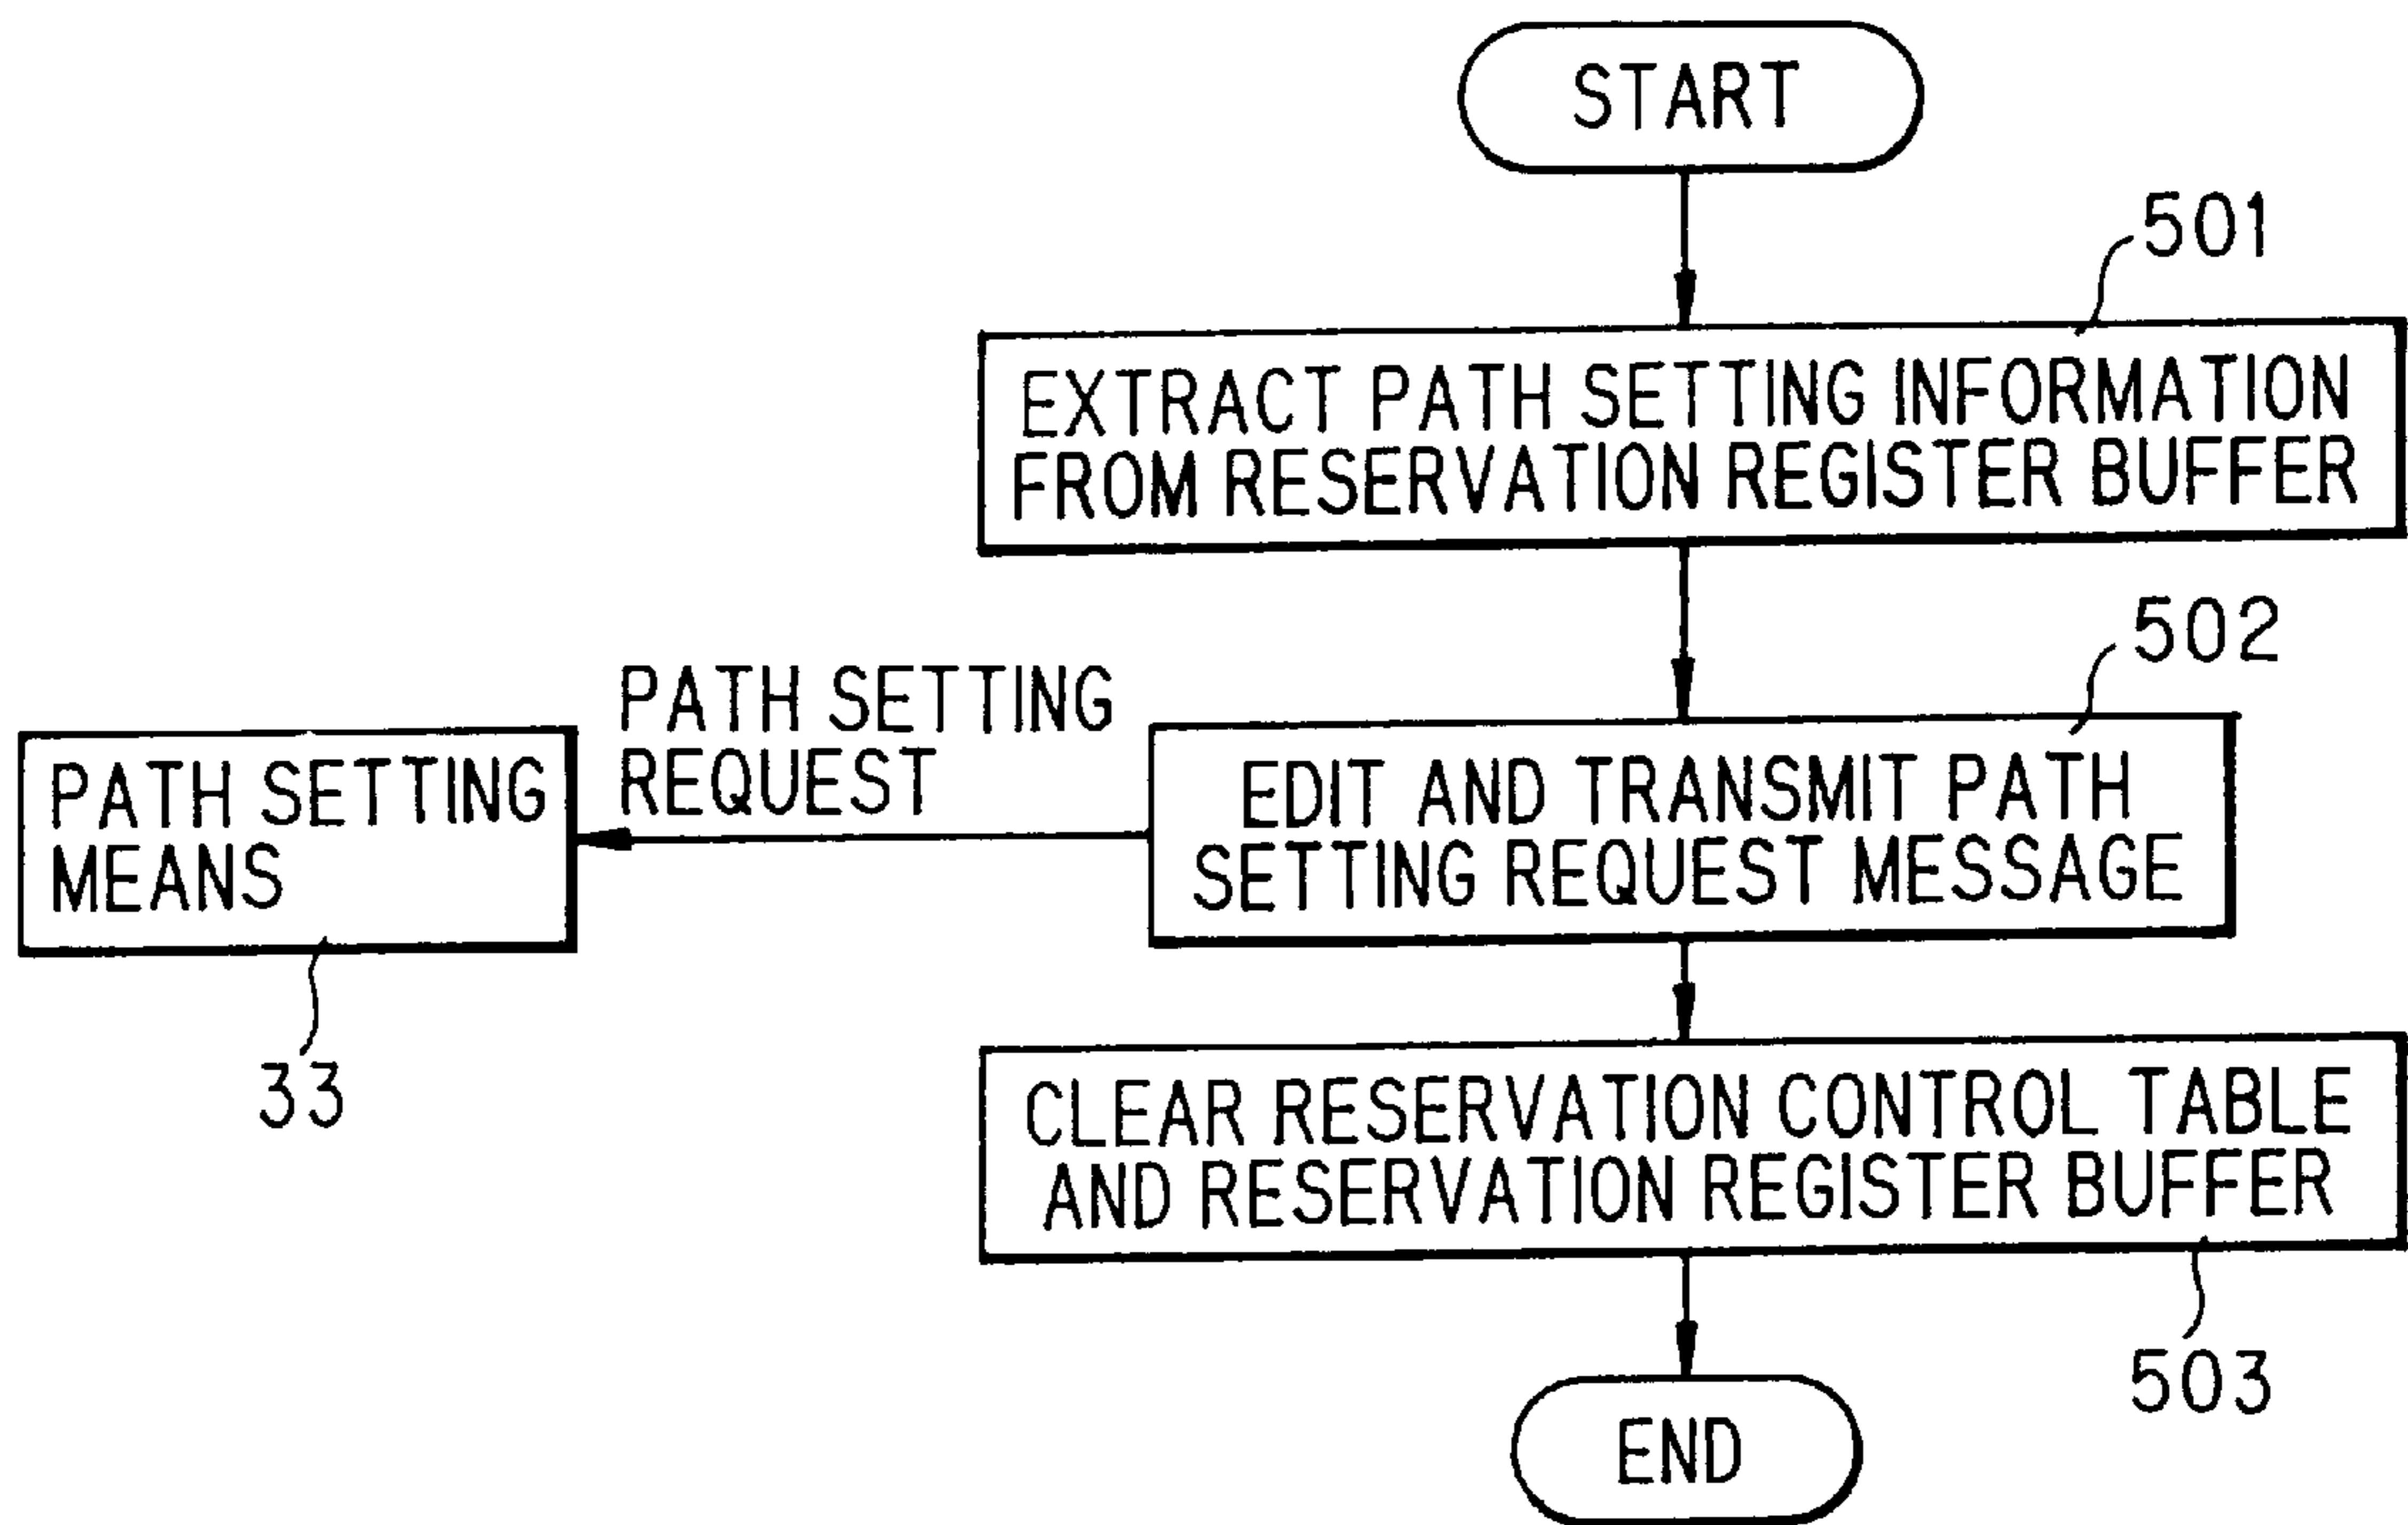 START
501
EXTRACT PATH SETTING INFORMATION
FROM RESERVATION REGISTER BUFFER
502
PATH SETTING
REQUEST
EDIT AND TRANSMIT PATH
SETTING REQUEST MESSAGE
PATH SETTING
MEANS
33
CLEAR RESERVATION CONTROL TABLE
AND RESERVATION REGISTER BUFFER
503
END